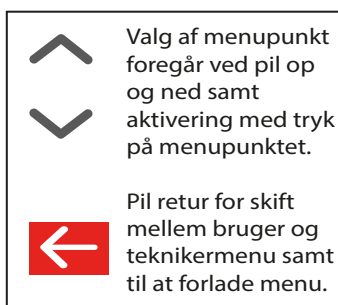 Valg af menupunkt
foregår ved pil op
og ned samt
aktivering med tryk
på menupunktet.
Pil retur for skift
mellem bruger og
teknikermenu samt
til at forlade menu.